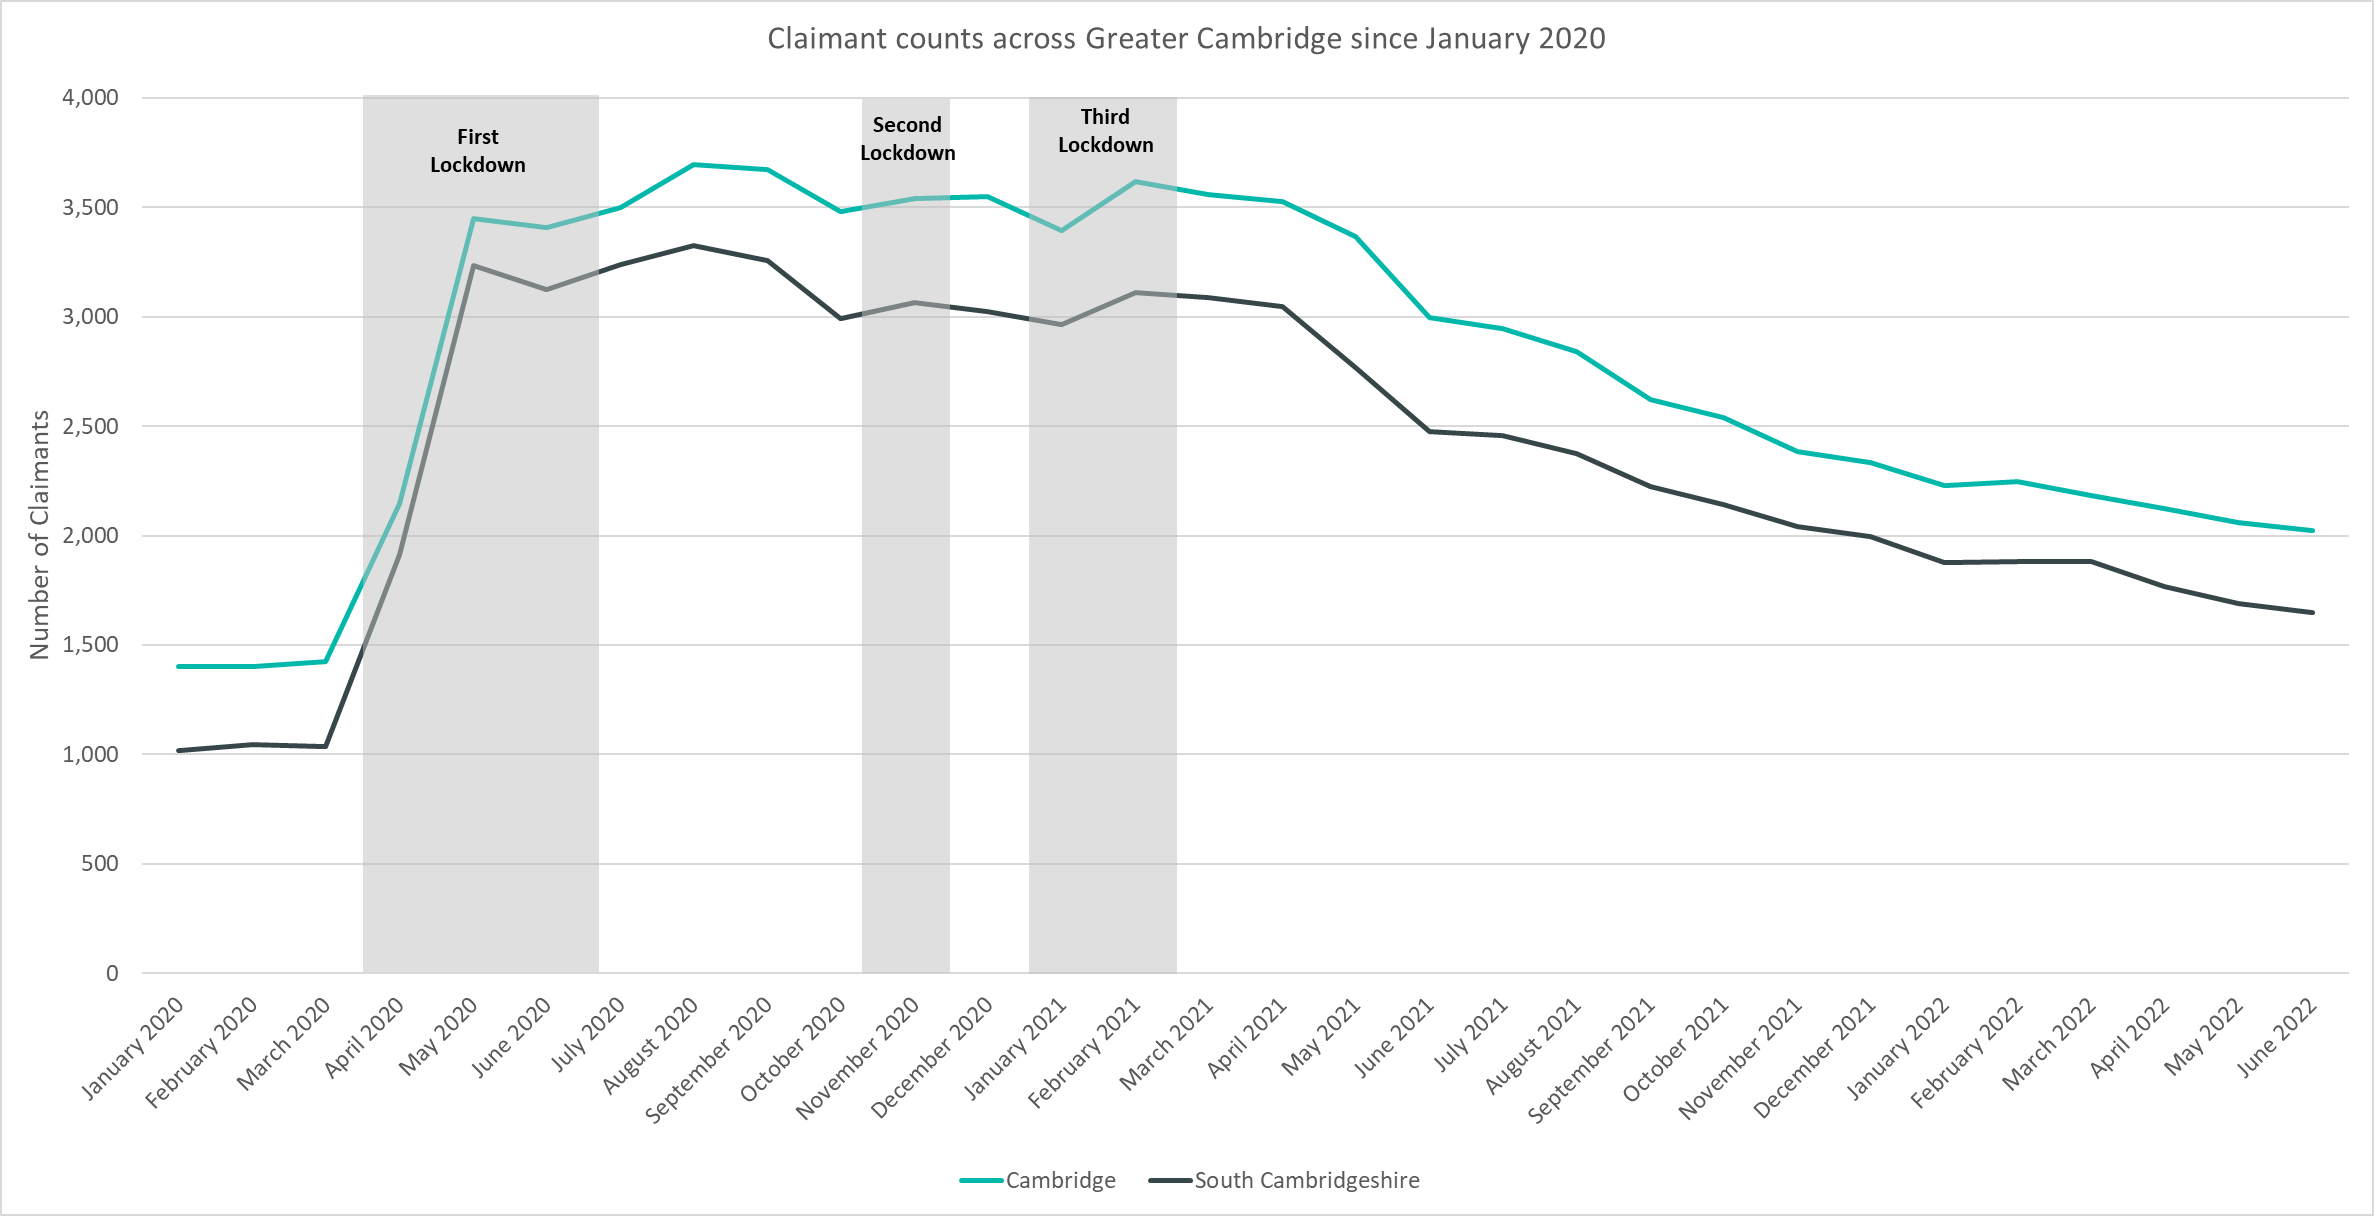 Claimant counts across Greater Cambridge since January 2020
4,000
3,500
3,000
2,500
2,000
1,500
1,000
500
0
Number of Claimants
First
Lockdown
Second
Lockdown
Third
Lockdown
January 2020
February 2020
March 2020
April 2020
May 2020
June 2020
July 2020
August 2020
September 2020
October 2020
November 2020
December 2020
January 2021
February 2021
March 2021
April 2021
May 2021
June 2021
July 2021
August 2021
September 2021
October 2021
November 2021
December 2021
January 2022
February 2022
March 2022
April 2022
May 2022
June 2022
Cambridge
South Cambridgeshire